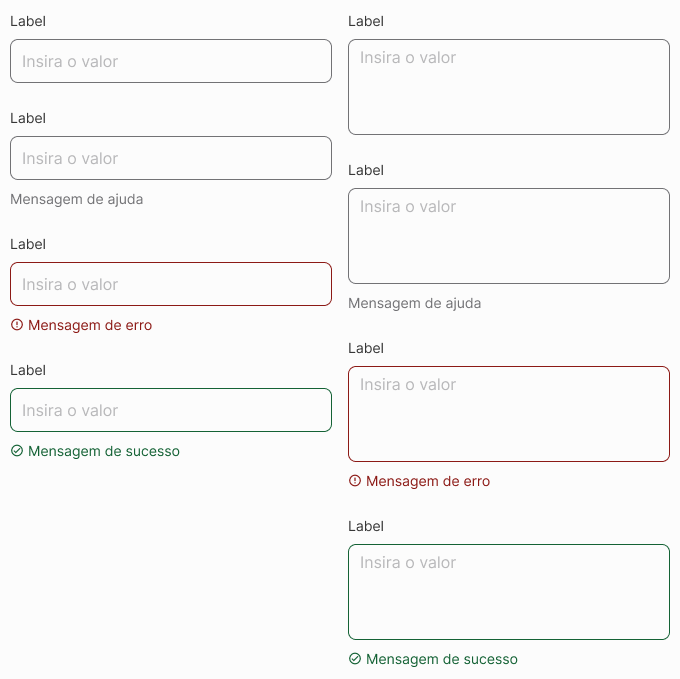 Label
Insira o valor
Label
Insira o valor
Mensagem de ajuda
Label
Insira o valor
Mensagem de erro
Label
Insira o valor
Mensagem de sucesso
Label
Insira o valor
Label
Insira o valor
Mensagem de ajuda
Label
Insira o valor
Mensagem de erro
Label
Insira o valor
Mensagem de sucesso